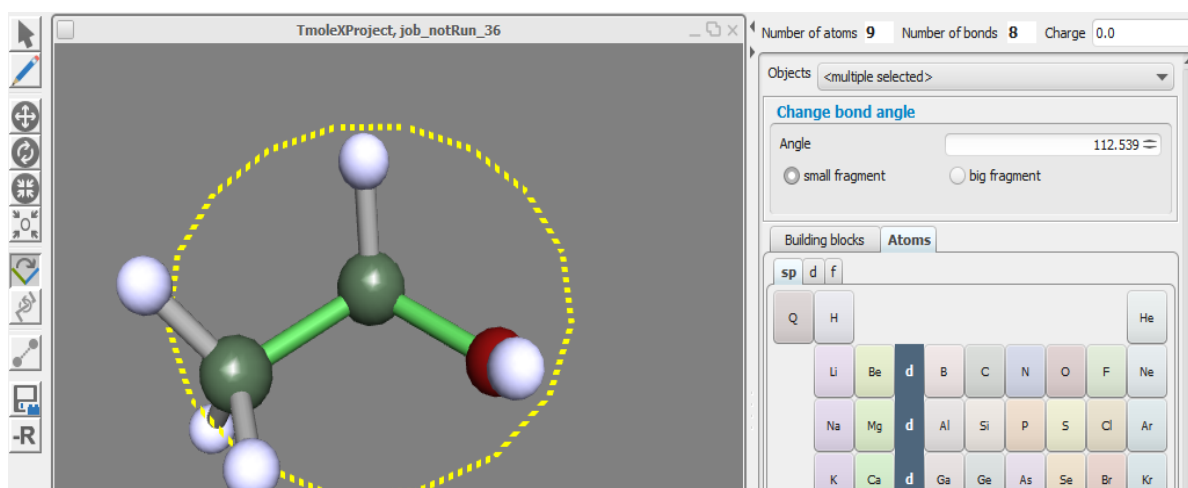 TmoleXProject, job_notRun_36
Number of atoms 9 Number of bonds 8 Charge 0.0
Objects <multiple selected>
Change bond angle
Angle 112.539
small fragment big fragment
Building blocks Atoms
sp d f
Q H He
Li Be d B C N O F Ne
Na Mg d Al Si P S Cl Ar
K Ca d Ga Ge As Se Br Kr
-R